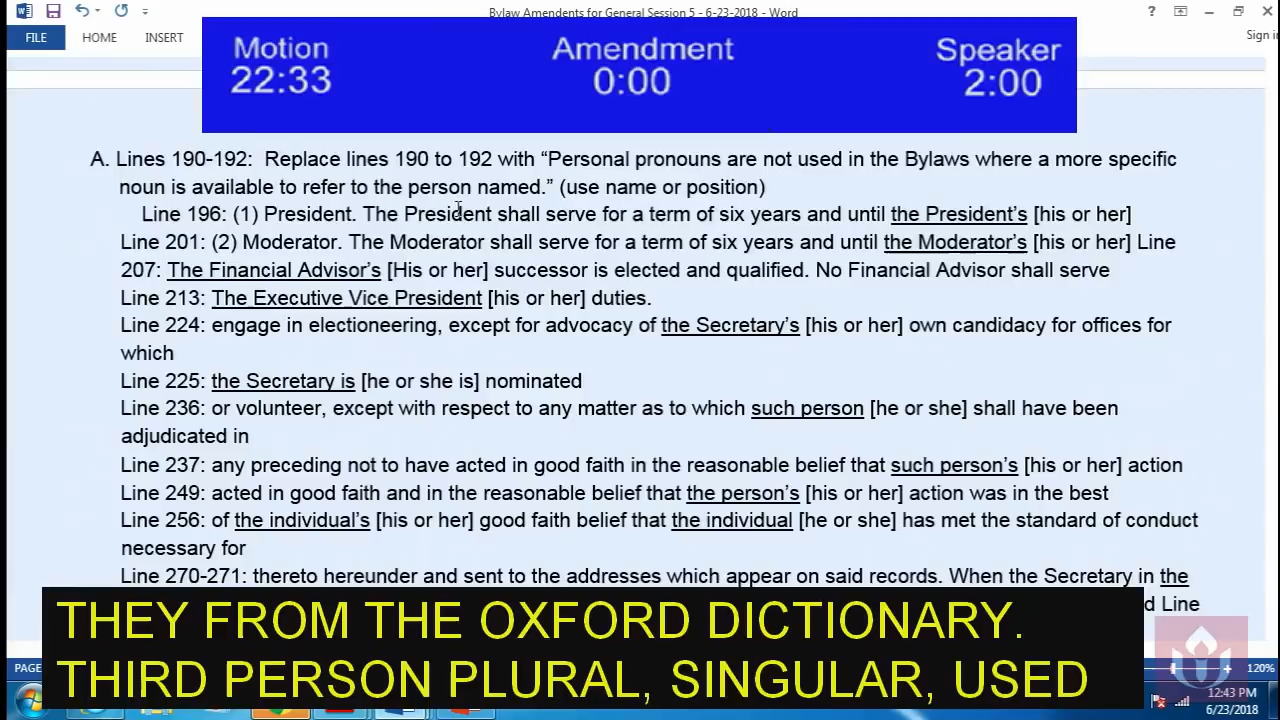 Bylaw Amendents for General Session 5 - 6-23-2018 - Word
FILE HOME INSERT
Sign in
Motion Amendment Speaker
22:33 0:00 2:00
A. Lines 190-192: Replace lines 190 to 192 with “Personal pronouns are not used in the Bylaws where a more specific
noun is available to refer to the person named.” (use name or position)
Line 196: (1) President. The President shall serve for a term of six years and until the President’s [his or her]
Line 201: (2) Moderator. The Moderator shall serve for a term of six years and until the Moderator’s [his or her] Line
207: The Financial Advisor’s [His or her] successor is elected and qualified. No Financial Advisor shall serve
Line 213: The Executive Vice President [his or her] duties.
Line 224: engage in electioneering, except for advocacy of the Secretary’s [his or her] own candidacy for offices for
which
Line 225: the Secretary is [he or she is] nominated
Line 236: or volunteer, except with respect to any matter as to which such person [he or she] shall have been
adjudicated in
Line 237: any preceding not to have acted in good faith in the reasonable belief that such person’s [his or her] action
Line 249: acted in good faith and in the reasonable belief that the person’s [his or her] action was in the best
Line 256: of the individual’s [his or her] good faith belief that the individual [he or she] has met the standard of conduct
necessary for
Line 270-271: thereto hereunder and sent to the addresses which appear on said records. When the Secretary in the
d Line
THEY FROM THE OXFORD DICTIONARY.
THIRD PERSON PLURAL, SINGULAR, USED
PAGE
120%
12:43 PM
6/23/2018